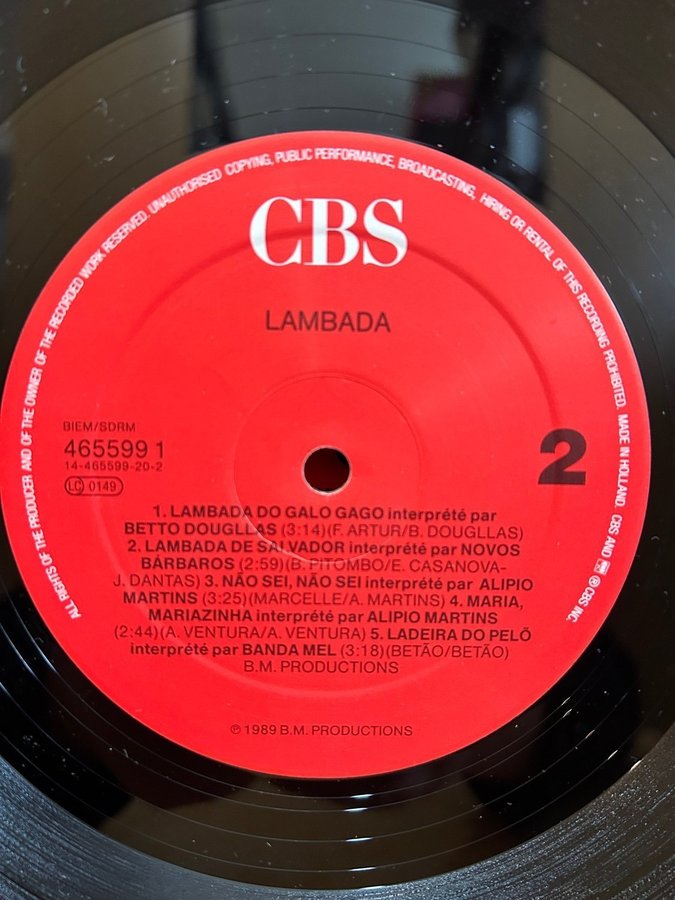 ALL RIGHTS OF THE PRODUCER AND OF THE OWNER OF THE RECORDED WORK RESERVED. UNAUTHORISED COPYING, PUBLIC PERFORMANCE, BROADCASTING, HIRING OR RENTAL OF THIS RECORDING PROHIBITED. MADE IN HOLLAND. CBS AND ℗ CBS INC.
CBS
LAMBADA
BIEM/SDRM
465599 1
14-465599-20-2
LC 0149
2
1. LAMBADA DO GALO GAGO interprété par
BETTO DOUGLLAS (3:14)(F. ARTUR/B. DOUGLLAS)
2. LAMBADA DE SALVADOR interprété par NOVOS
BÁRBAROS (2:59)(B. PITOMBO/E. CASANOVA-
J. DANTAS) 3. NÃO SEI, NÃO SEI interprété par ALIPIO
MARTINS (3:25)(MARCELLE/A. MARTINS) 4. MARIA,
MARIAZINHA interprété par ALIPIO MARTINS
(2:44)(A. VENTURA/A. VENTURA) 5. LADEIRA DO PELÔ
interprété par BANDA MEL (3:18)(BETÃO/BETÃO)
B.M. PRODUCTIONS
℗ 1989 B.M. PRODUCTIONS